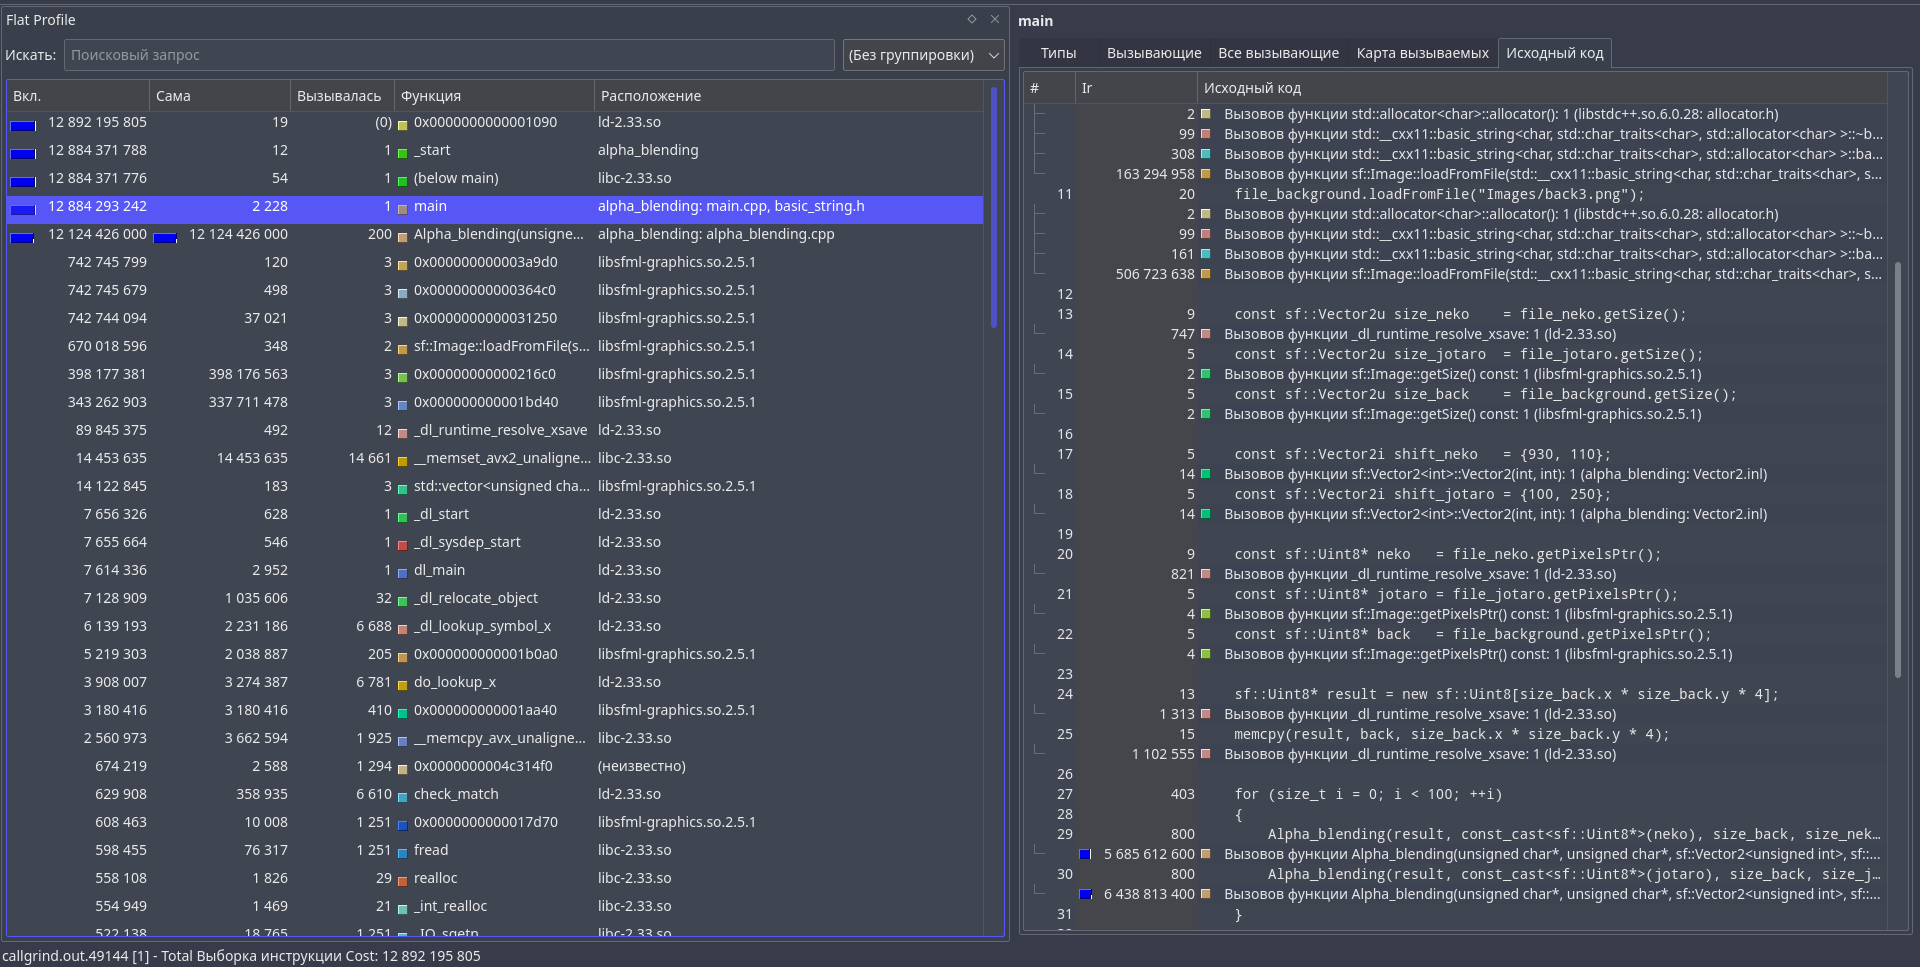 Flat Profile
Искать: Поисковый запрос (Без группировки)
Вкл. Сама Вызывалась Функция Расположение
12 892 195 805 19 (0) 0x0000000000001090 ld-2.33.so
12 884 371 788 12 1 _start alpha_blending
12 884 371 776 54 1 (below main) libc-2.33.so
12 884 293 242 2 228 1 main alpha_blending: main.cpp, basic_string.h
12 124 426 000 12 124 426 000 200 Alpha_blending(unsigne... alpha_blending: alpha_blending.cpp
742 745 799 120 3 0x000000000003a9d0 libsfml-graphics.so.2.5.1
742 745 679 498 3 0x00000000000364c0 libsfml-graphics.so.2.5.1
742 744 094 37 021 3 0x0000000000031250 libsfml-graphics.so.2.5.1
670 018 596 348 2 sf::Image::loadFromFile(s... libsfml-graphics.so.2.5.1
398 177 381 398 176 563 3 0x00000000000216c0 libsfml-graphics.so.2.5.1
343 262 903 337 711 478 3 0x000000000001bd40 libsfml-graphics.so.2.5.1
89 845 375 492 12 _dl_runtime_resolve_xsave ld-2.33.so
14 453 635 14 453 635 14 661 __memset_avx2_unaligne... libc-2.33.so
14 122 845 183 3 std::vector<unsigned cha... libsfml-graphics.so.2.5.1
7 656 326 628 1 _dl_start ld-2.33.so
7 655 664 546 1 _dl_sysdep_start ld-2.33.so
7 614 336 2 952 1 dl_main ld-2.33.so
7 128 909 1 035 606 32 _dl_relocate_object ld-2.33.so
6 139 193 2 231 186 6 688 _dl_lookup_symbol_x ld-2.33.so
5 219 303 2 038 887 205 0x000000000001b0a0 libsfml-graphics.so.2.5.1
3 908 007 3 274 387 6 781 do_lookup_x ld-2.33.so
3 180 416 3 180 416 410 0x000000000001aa40 libsfml-graphics.so.2.5.1
2 560 973 3 662 594 1 925 __memcpy_avx_unaligne... libc-2.33.so
674 219 2 588 1 294 0x0000000004c314f0 (неизвестно)
629 908 358 935 6 610 check_match ld-2.33.so
608 463 10 008 1 251 0x0000000000017d70 libsfml-graphics.so.2.5.1
598 455 76 317 1 251 fread libc-2.33.so
558 108 1 826 29 realloc libc-2.33.so
554 949 1 469 21 _int_realloc libc-2.33.so
522 138 18 765 1 251 _IO_sgetn libc-2.33.so
main
Типы Вызывающие Все вызывающие Карта вызываемых Исходный код
# Ir Исходный код
2 Вызовов функции std::allocator<char>::allocator(): 1 (libstdc++.so.6.0.28: allocator.h)
99 Вызовов функции std::__cxx11::basic_string<char, std::char_traits<char>, std::allocator<char> >::~b...
308 Вызовов функции std::__cxx11::basic_string<char, std::char_traits<char>, std::allocator<char> >::ba...
163 294 958 Вызовов функции sf::Image::loadFromFile(std::__cxx11::basic_string<char, std::char_traits<char>, s...
11 20 file_background.loadFromFile("Images/back3.png");
2 Вызовов функции std::allocator<char>::allocator(): 1 (libstdc++.so.6.0.28: allocator.h)
99 Вызовов функции std::__cxx11::basic_string<char, std::char_traits<char>, std::allocator<char> >::~b...
161 Вызовов функции std::__cxx11::basic_string<char, std::char_traits<char>, std::allocator<char> >::ba...
506 723 638 Вызовов функции sf::Image::loadFromFile(std::__cxx11::basic_string<char, std::char_traits<char>, s...
12
13 9 const sf::Vector2u size_neko    = file_neko.getSize();
747 Вызовов функции _dl_runtime_resolve_xsave: 1 (ld-2.33.so)
14 5 const sf::Vector2u size_jotaro  = file_jotaro.getSize();
2 Вызовов функции sf::Image::getSize() const: 1 (libsfml-graphics.so.2.5.1)
15 5 const sf::Vector2u size_back    = file_background.getSize();
2 Вызовов функции sf::Image::getSize() const: 1 (libsfml-graphics.so.2.5.1)
16
17 5 const sf::Vector2i shift_neko   = {930, 110};
14 Вызовов функции sf::Vector2<int>::Vector2(int, int): 1 (alpha_blending: Vector2.inl)
18 5 const sf::Vector2i shift_jotaro = {100, 250};
14 Вызовов функции sf::Vector2<int>::Vector2(int, int): 1 (alpha_blending: Vector2.inl)
19
20 9 const sf::Uint8* neko   = file_neko.getPixelsPtr();
821 Вызовов функции _dl_runtime_resolve_xsave: 1 (ld-2.33.so)
21 5 const sf::Uint8* jotaro = file_jotaro.getPixelsPtr();
4 Вызовов функции sf::Image::getPixelsPtr() const: 1 (libsfml-graphics.so.2.5.1)
22 5 const sf::Uint8* back   = file_background.getPixelsPtr();
4 Вызовов функции sf::Image::getPixelsPtr() const: 1 (libsfml-graphics.so.2.5.1)
23
24 13 sf::Uint8* result = new sf::Uint8[size_back.x * size_back.y * 4];
1 313 Вызовов функции _dl_runtime_resolve_xsave: 1 (ld-2.33.so)
25 15 memcpy(result, back, size_back.x * size_back.y * 4);
1 102 555 Вызовов функции _dl_runtime_resolve_xsave: 1 (ld-2.33.so)
26
27 403 for (size_t i = 0; i < 100; ++i)
28 {
29 800 Alpha_blending(result, const_cast<sf::Uint8*>(neko), size_back, size_nek...
5 685 612 600 Вызовов функции Alpha_blending(unsigned char*, unsigned char*, sf::Vector2<unsigned int>, sf::...
30 800 Alpha_blending(result, const_cast<sf::Uint8*>(jotaro), size_back, size_j...
6 438 813 400 Вызовов функции Alpha_blending(unsigned char*, unsigned char*, sf::Vector2<unsigned int>, sf::...
31 }
callgrind.out.49144 [1] - Total Выборка инструкции Cost: 12 892 195 805